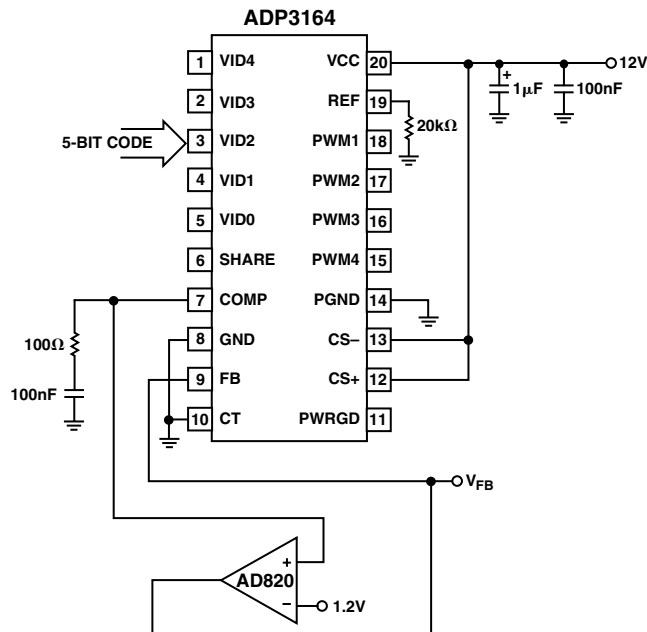 ADP3164
1 VID4 VCC 20 12V
2 VID3 REF 19 + 1µF 100nF
20kΩ
5-BIT CODE 3 VID2 PWM1 18
4 VID1 PWM2 17
5 VID0 PWM3 16
6 SHARE PWM4 15
7 COMP PGND 14
100Ω 8 GND CS– 13
100nF 9 FB CS+ 12
10 CT PWRGD 11
VFB
+
AD820
– 1.2V